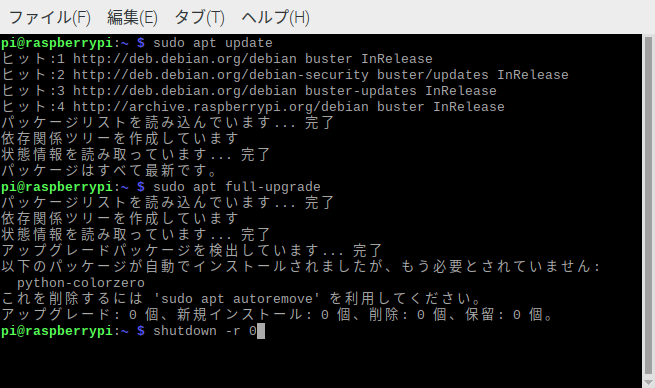 ファイル(F) 編集(E) タブ(T) ヘルプ(H)
pi@raspberrypi:~ $ sudo apt update
ヒット:1 http://deb.debian.org/debian buster InRelease
ヒット:2 http://deb.debian.org/debian-security buster/updates InRelease
ヒット:3 http://deb.debian.org/debian buster-updates InRelease
ヒット:4 http://archive.raspberrypi.org/debian buster InRelease
パッケージリストを読み込んでいます... 完了
依存関係ツリーを作成しています
状態情報を読み取っています... 完了
パッケージはすべて最新です。
pi@raspberrypi:~ $ sudo apt full-upgrade
パッケージリストを読み込んでいます... 完了
依存関係ツリーを作成しています
状態情報を読み取っています... 完了
アップグレードパッケージを検出しています... 完了
以下のパッケージが自動でインストールされましたが、もう必要とされていません:
  python-colorzero
これを削除するには 'sudo apt autoremove' を利用してください。
アップグレード: 0 個、新規インストール: 0 個、削除: 0 個、保留: 0 個。
pi@raspberrypi:~ $ shutdown -r 0